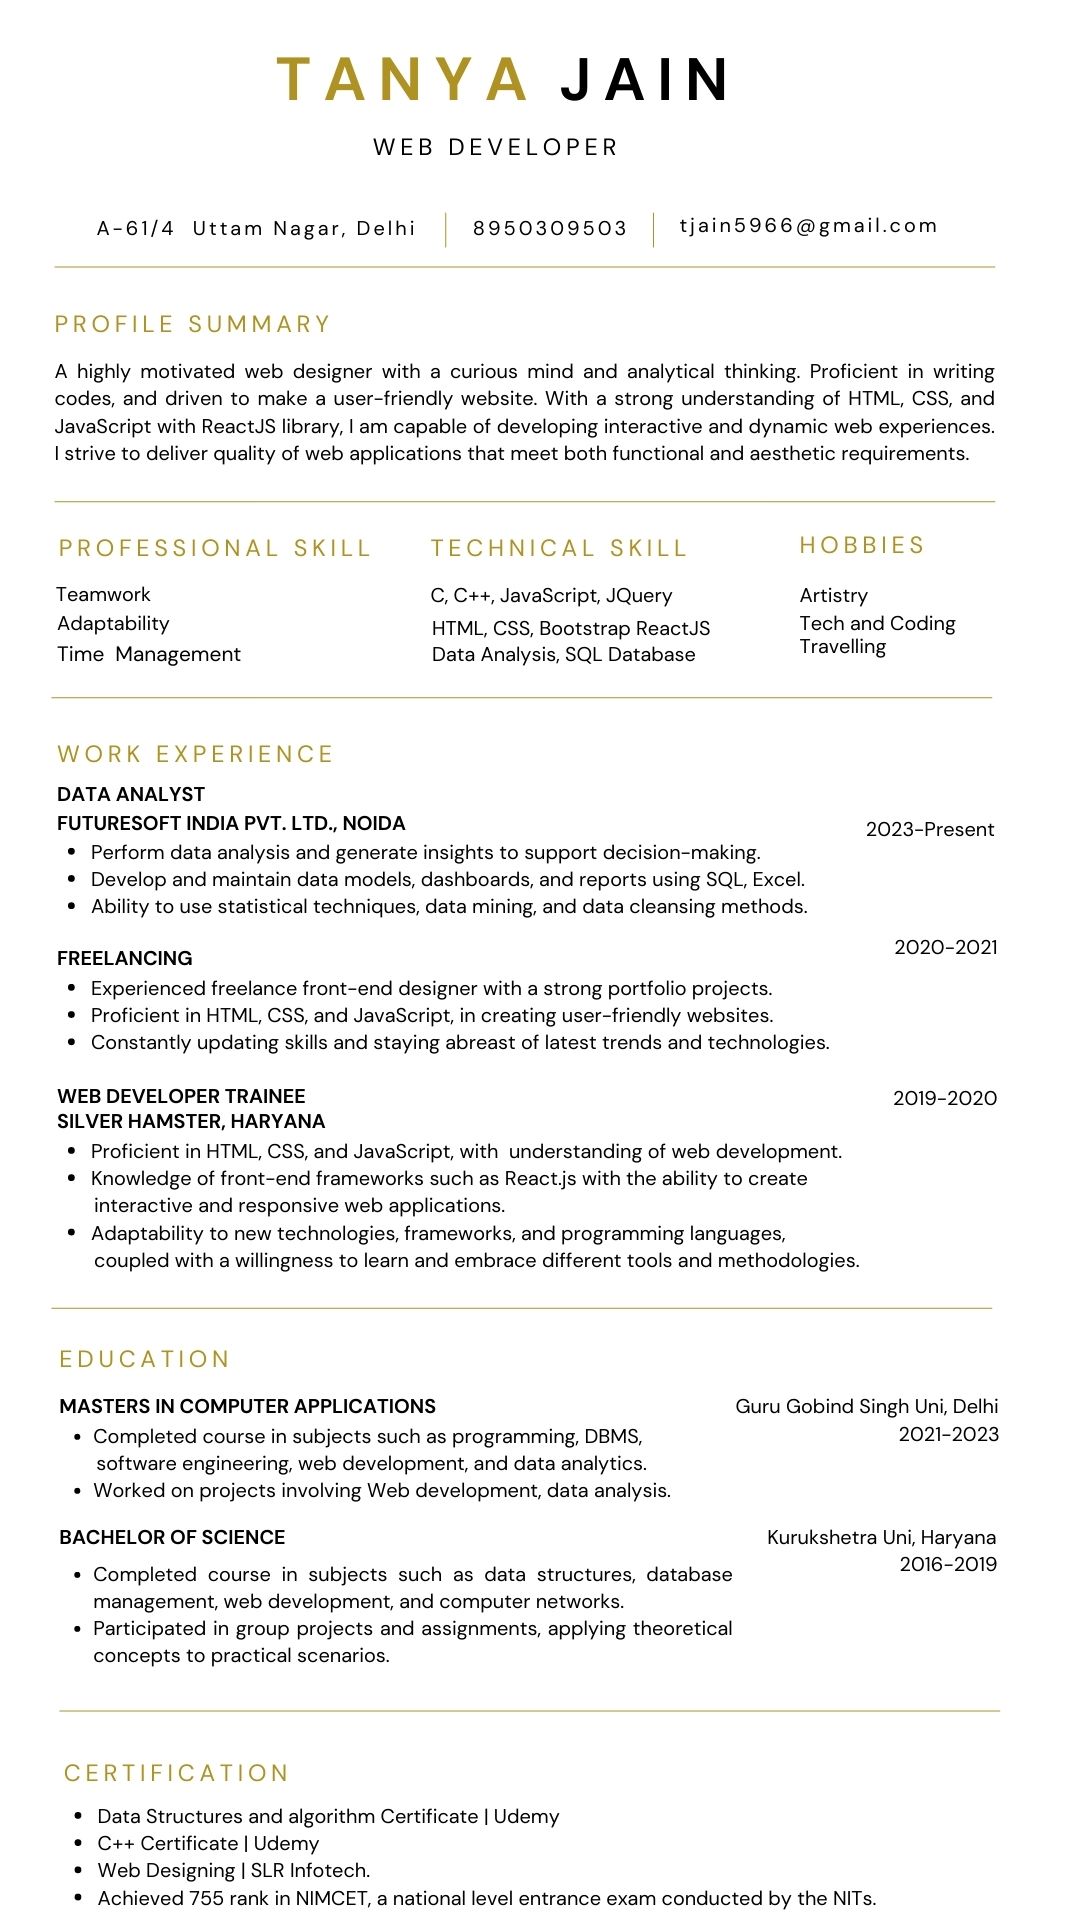 TANYA JAIN
WEB DEVELOPER
A-61/4 Uttam Nagar, Delhi
8950309503
tjain5966@gmail.com
PROFILE SUMMARY
A highly motivated web designer with a curious mind and analytical thinking. Proficient in writing
codes, and driven to make a user-friendly website. With a strong understanding of HTML, CSS, and
JavaScript with ReactJS library, I am capable of developing interactive and dynamic web experiences.
I strive to deliver quality of web applications that meet both functional and aesthetic requirements.
PROFESSIONAL SKILL
Teamwork
Adaptability
Time Management
TECHNICAL SKILL
C, C++, JavaScript, JQuery
HTML, CSS, Bootstrap ReactJS
Data Analysis, SQL Database
HOBBIES
Artistry
Tech and Coding
Travelling
WORK EXPERIENCE
DATA ANALYST
FUTURESOFT INDIA PVT. LTD., NOIDA
2023-Present
• Perform data analysis and generate insights to support decision-making.
• Develop and maintain data models, dashboards, and reports using SQL, Excel.
• Ability to use statistical techniques, data mining, and data cleansing methods.
FREELANCING
2020-2021
• Experienced freelance front-end designer with a strong portfolio projects.
• Proficient in HTML, CSS, and JavaScript, in creating user-friendly websites.
• Constantly updating skills and staying abreast of latest trends and technologies.
WEB DEVELOPER TRAINEE
2019-2020
SILVER HAMSTER, HARYANA
• Proficient in HTML, CSS, and JavaScript, with understanding of web development.
• Knowledge of front-end frameworks such as React.js with the ability to create
interactive and responsive web applications.
• Adaptability to new technologies, frameworks, and programming languages,
coupled with a willingness to learn and embrace different tools and methodologies.
EDUCATION
MASTERS IN COMPUTER APPLICATIONS
Guru Gobind Singh Uni, Delhi
2021-2023
• Completed course in subjects such as programming, DBMS,
software engineering, web development, and data analytics.
• Worked on projects involving Web development, data analysis.
BACHELOR OF SCIENCE
Kurukshetra Uni, Haryana
2016-2019
• Completed course in subjects such as data structures, database
management, web development, and computer networks.
• Participated in group projects and assignments, applying theoretical
concepts to practical scenarios.
CERTIFICATION
• Data Structures and algorithm Certificate | Udemy
• C++ Certificate | Udemy
• Web Designing | SLR Infotech.
• Achieved 755 rank in NIMCET, a national level entrance exam conducted by the NITs.